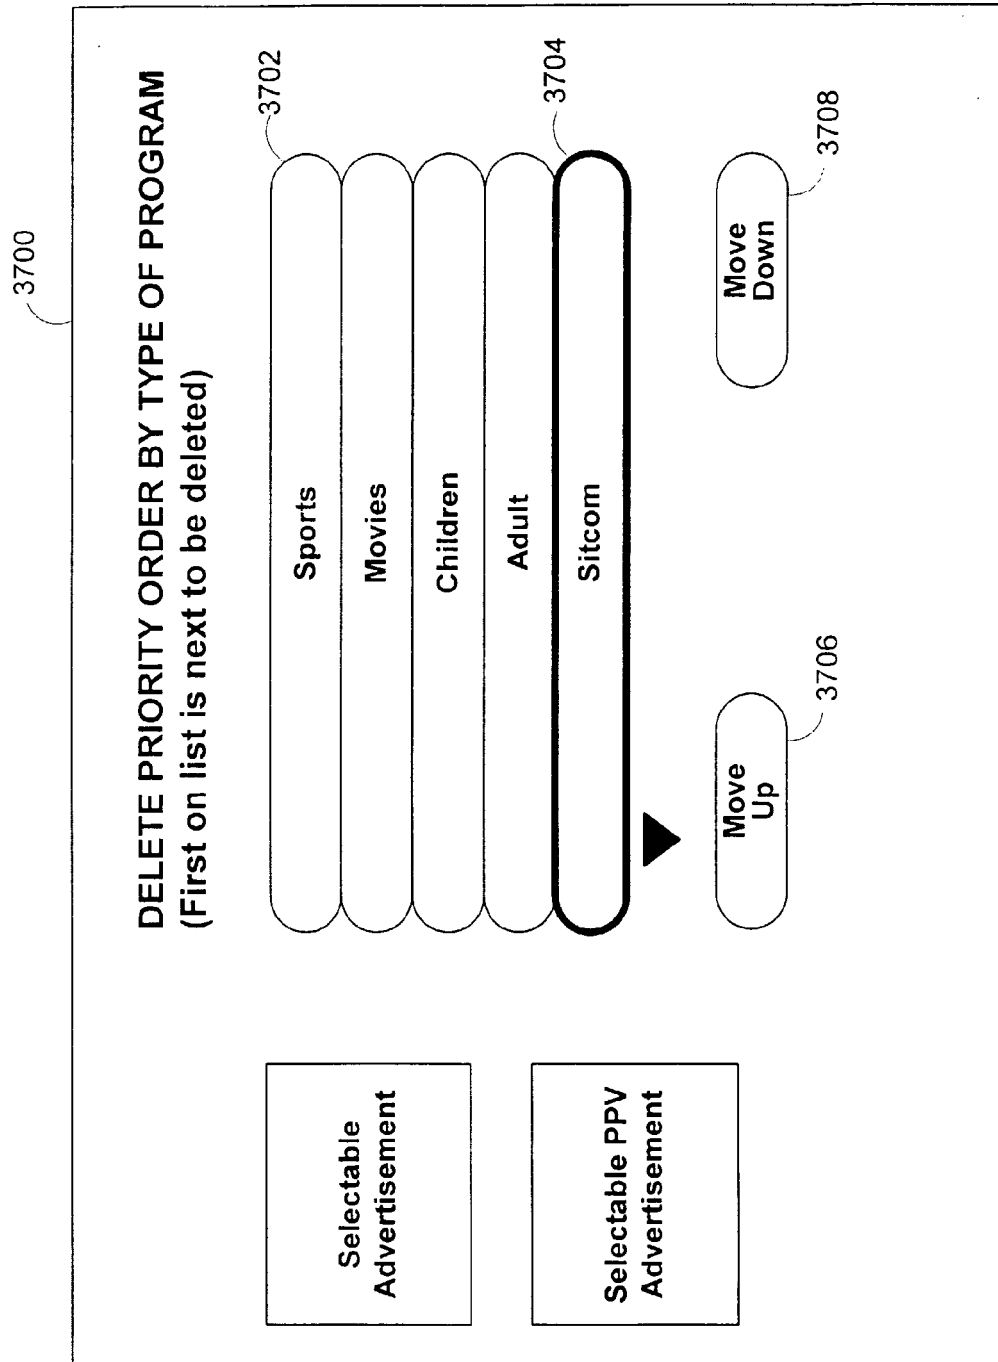 3700
DELETE PRIORITY ORDER BY TYPE OF PROGRAM
(First on list is next to be deleted)
Selectable
Advertisement
Selectable PPV
Advertisement
3702
Sports
Movies
Children
Adult
3704
Sitcom
Move
Up
3706
Move
Down
3708